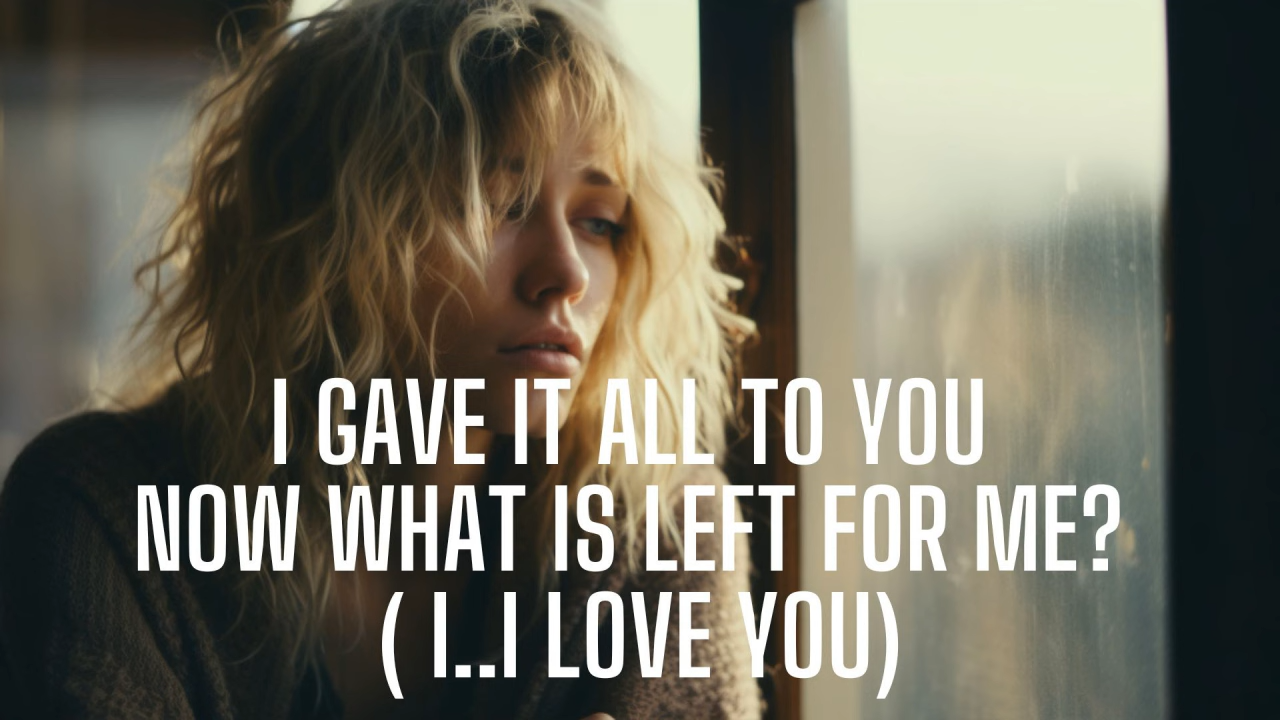 I GAVE IT ALL TO YOU
NOW WHAT IS LEFT FOR ME?
( I..I LOVE YOU)